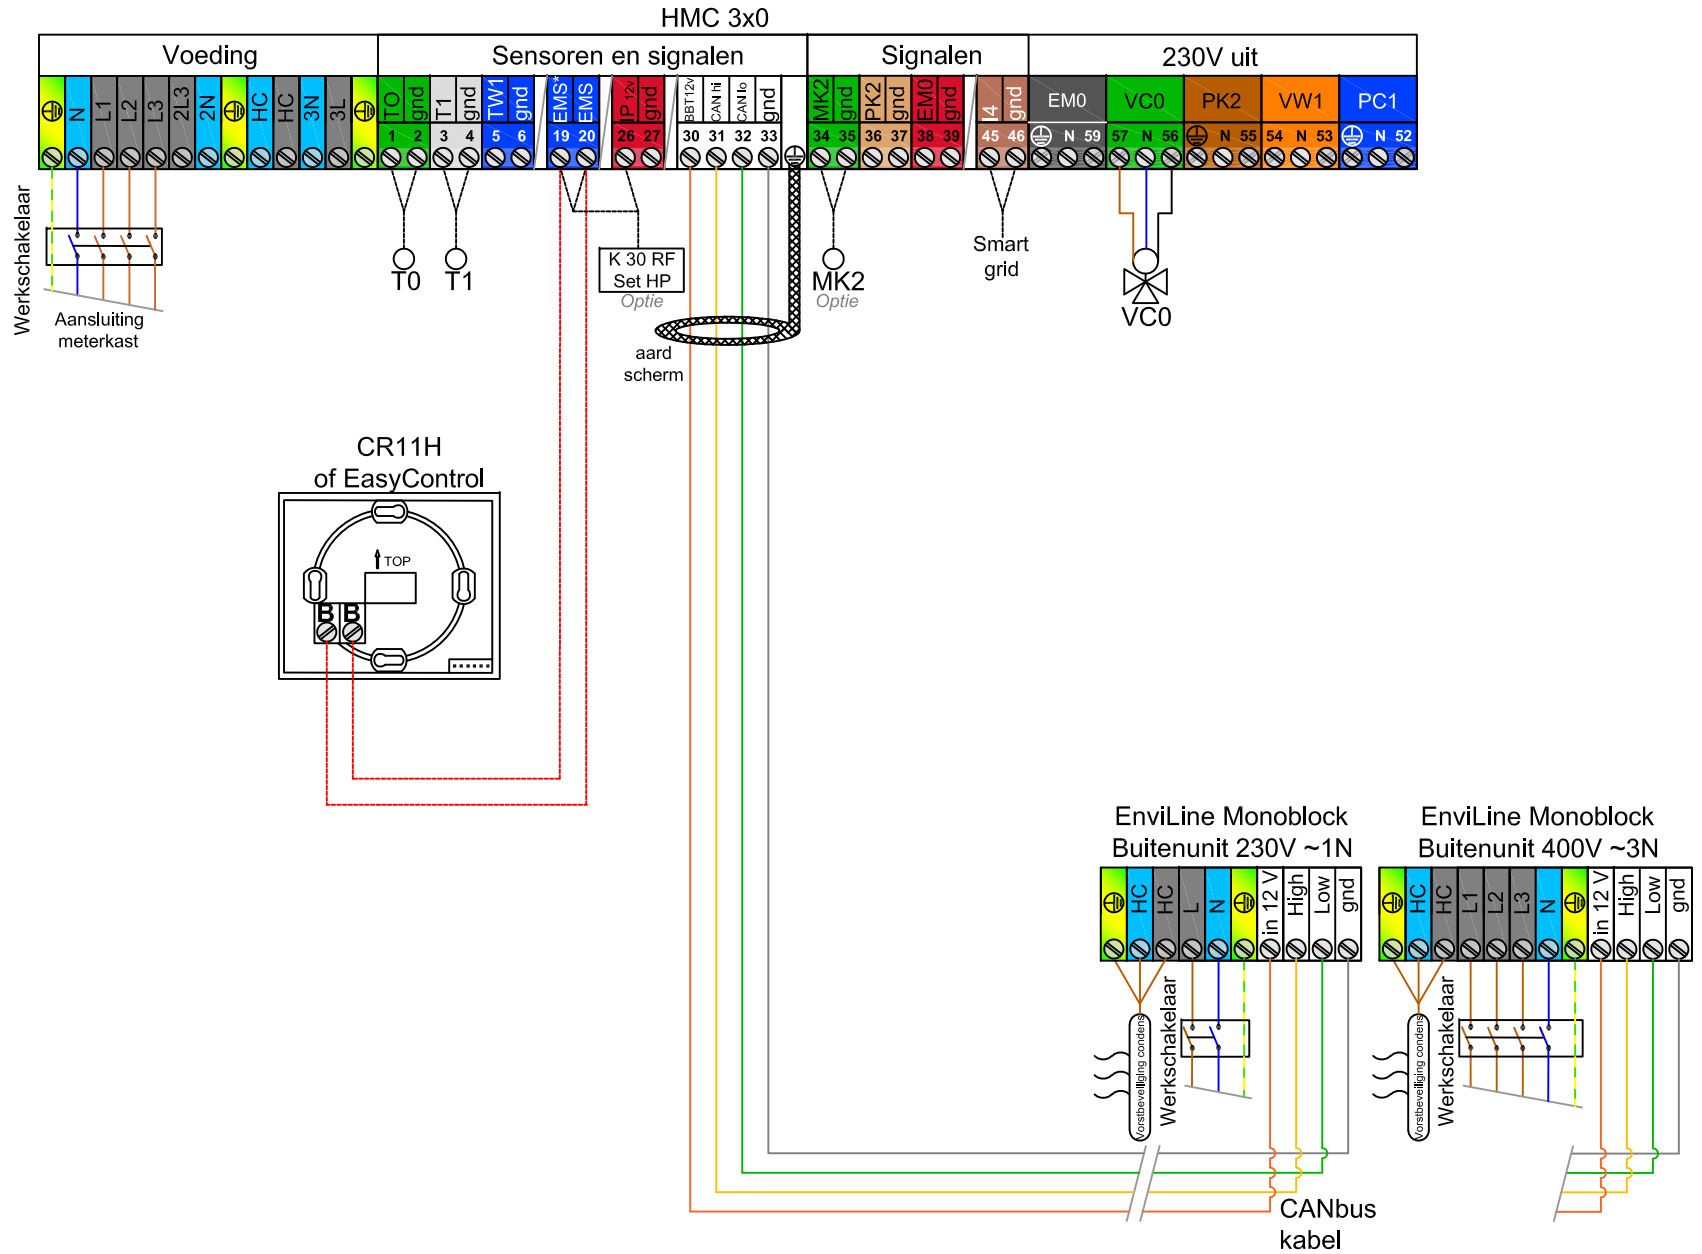 HMC 3x0
Voeding
Sensoren en signalen
Signalen
230V uit
N
L1
L2
L3
2L3
2N
HC
HC
3N
3L
TO
gnd
T1
gnd
TW1
gnd
EMS*
EMS
IP 12v
gnd
BBT12v
CAN hi
CAN lo
gnd
MK2
gnd
PK2
gnd
EM0
gnd
I4
gnd
EM0
VC0
PK2
VW1
PC1
1 2 3 4 5 6 19 20 26 27 30 31 32 33 34 35 36 37 38 39 45 46 N 59 57 N 56 N 55 54 N 53 N 52
Werkschakelaar
Aansluiting
meterkast
T0
T1
K 30 RF
Set HP
Optie
MK2
Optie
Smart
grid
VC0
aard
scherm
CR11H
of EasyControl
TOP
B B
EnviLine Monoblock
Buitenunit 230V ~1N
HC
HC
L
N
in 12 V
High
Low
gnd
Vorstbeveiliging condens
Werkschakelaar
EnviLine Monoblock
Buitenunit 400V ~3N
HC
HC
L1
L2
L3
N
in 12 V
High
Low
gnd
Vorstbeveiliging condens
Werkschakelaar
CANbus
kabel